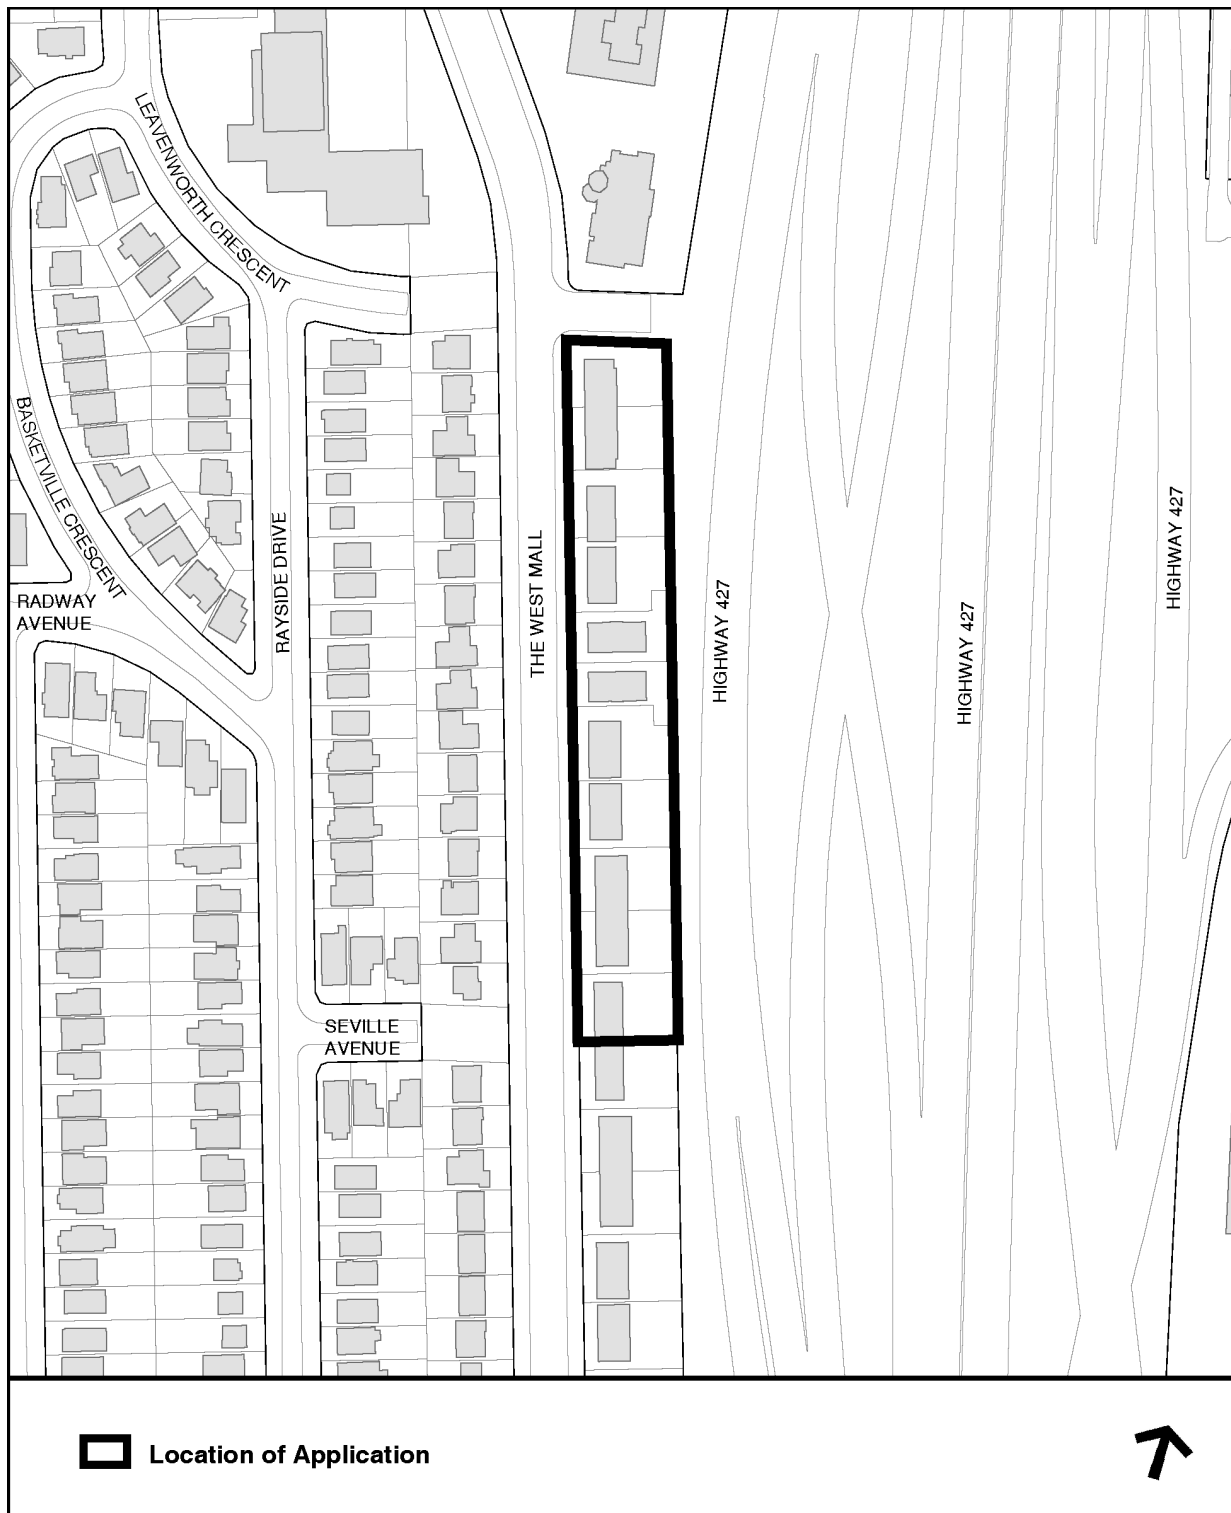 LEAVENWORTH CRESCENT
BASKETVILLE CRESCENT
RADWAY
AVENUE
RAYSIDE DRIVE
THE WEST MALL
HIGHWAY 427
HIGHWAY 427
HIGHWAY 427
SEVILLE
AVENUE
Location of Application